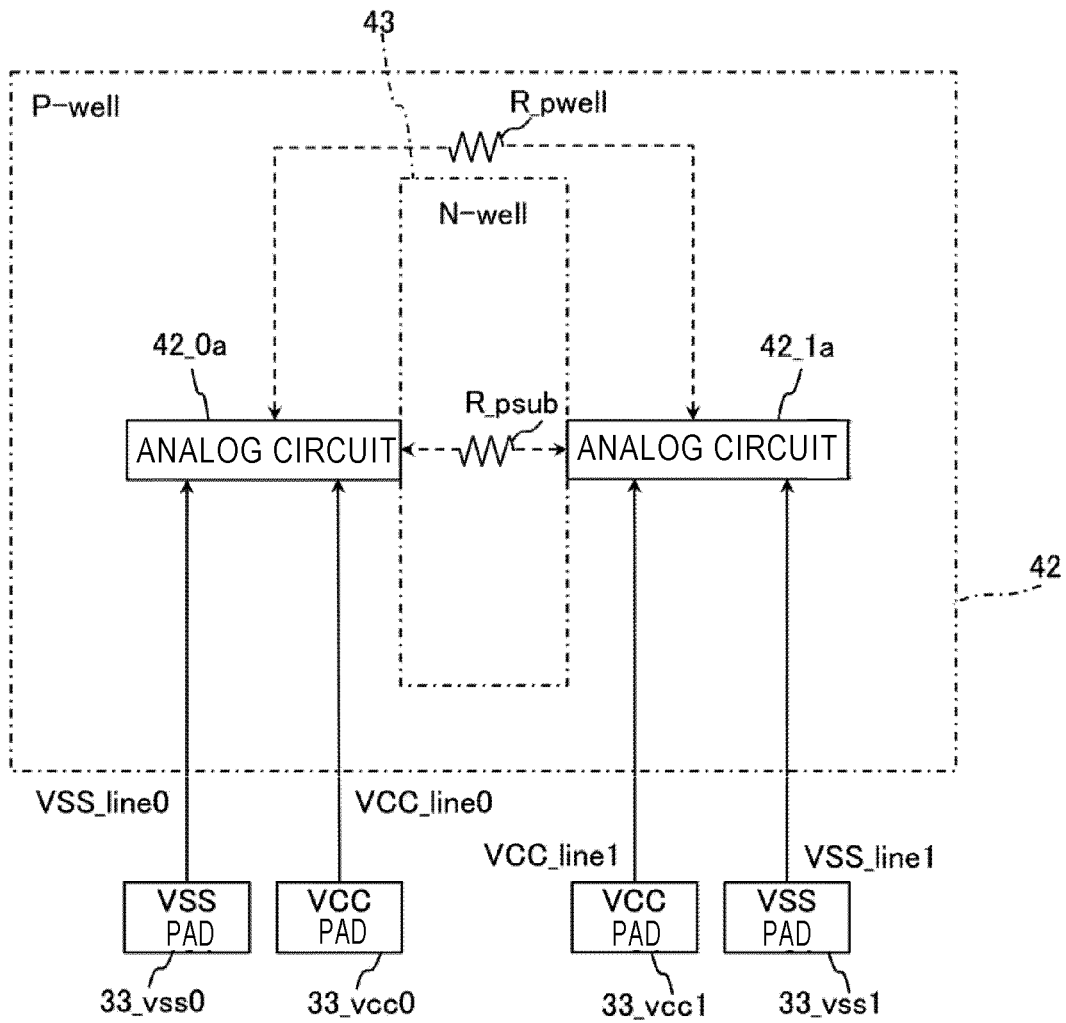 43
P-well
R_pwell
N-well
42_0a
42_1a
R_psub
ANALOG CIRCUIT
ANALOG CIRCUIT
42
VSS_line0
VCC_line0
VCC_line1
VSS_line1
VSS
PAD
VCC
PAD
VCC
PAD
VSS
PAD
33_vss0
33_vcc0
33_vcc1
33_vss1